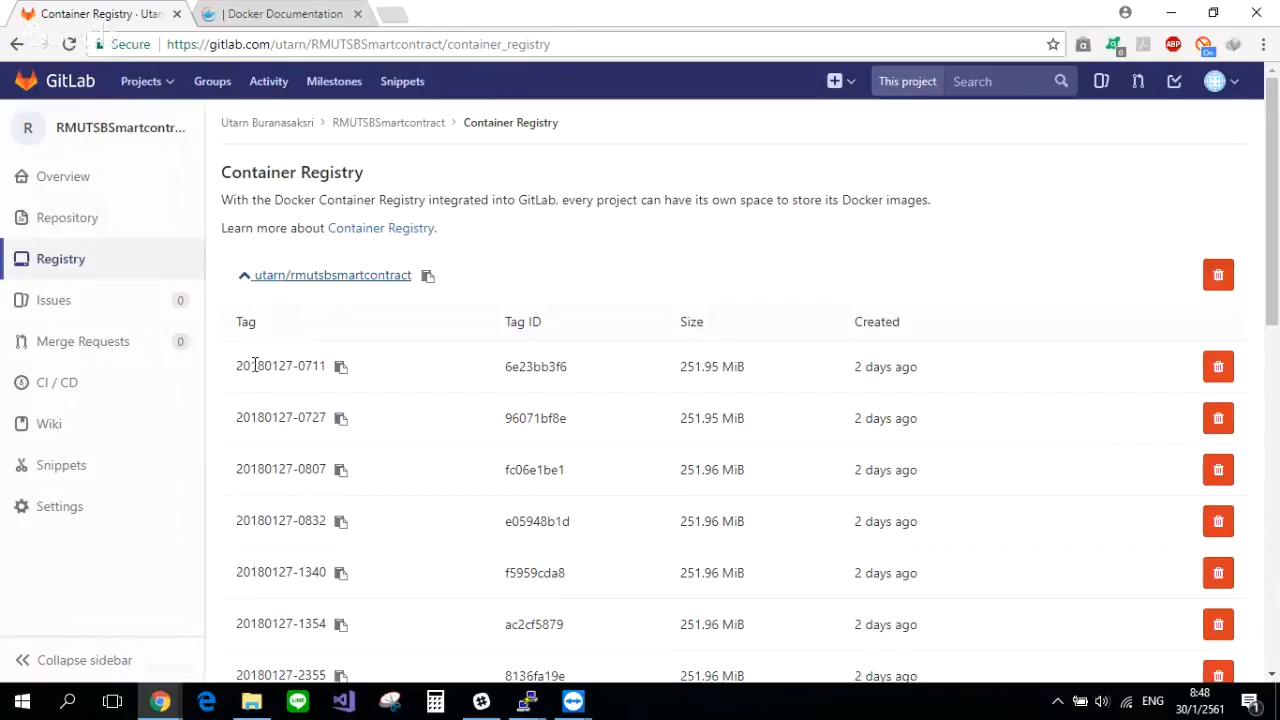 Container Registry · Utarn
| Docker Documentation
Secure
https://gitlab.com/utarn/RMUTSBSmartcontract/container_registry
ABP
0
On
GitLab
Projects
Groups
Activity
Milestones
Snippets
This project
Search
R
RMUTSBSmartcontr...
Utarn Buranasaksri > RMUTSBSmartcontract > Container Registry
Overview
Repository
Registry
Issues 0
Merge Requests 0
CI / CD
Wiki
Snippets
Settings
Collapse sidebar
Container Registry
With the Docker Container Registry integrated into GitLab, every project can have its own space to store its Docker images.
Learn more about Container Registry.
utarn/rmutsbsmartcontract
Tag Tag ID Size Created
20180127-0711 6e23bb3f6 251.95 MiB 2 days ago
20180127-0727 96071bf8e 251.95 MiB 2 days ago
20180127-0807 fc06e1be1 251.96 MiB 2 days ago
20180127-0832 e05948b1d 251.96 MiB 2 days ago
20180127-1340 f5959cda8 251.96 MiB 2 days ago
20180127-1354 ac2cf5879 251.96 MiB 2 days ago
20180127-2355 8136fa19e 251.96 MiB 2 days ago
LINE
ENG
8:48
30/1/2561
1